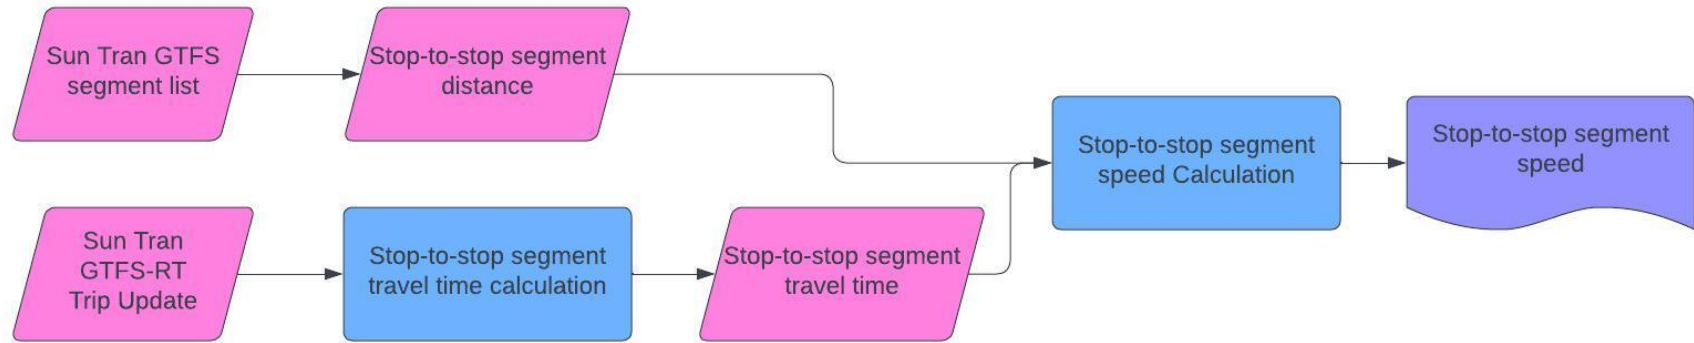 Sun Tran GTFS
segment list
Stop-to-stop segment
distance
Stop-to-stop segment
speed Calculation
Stop-to-stop segment
speed
Sun Tran
GTFS-RT
Trip Update
Stop-to-stop segment
travel time calculation
Stop-to-stop segment
travel time